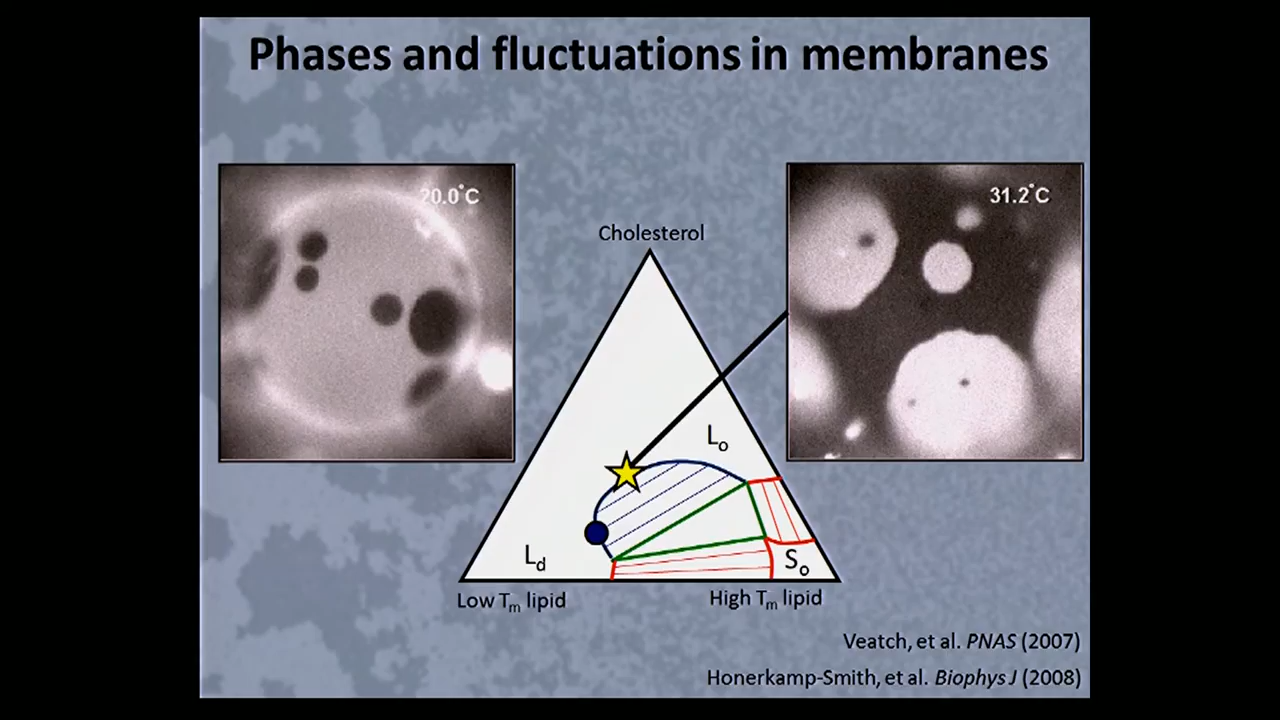 Phases and fluctuations in membranes
20.0°C
31.2°C
Cholesterol
Lo
Ld
So
Low Tm lipid
High Tm lipid
Veatch, et al. PNAS (2007)
Honerkamp-Smith, et al. Biophys J (2008)